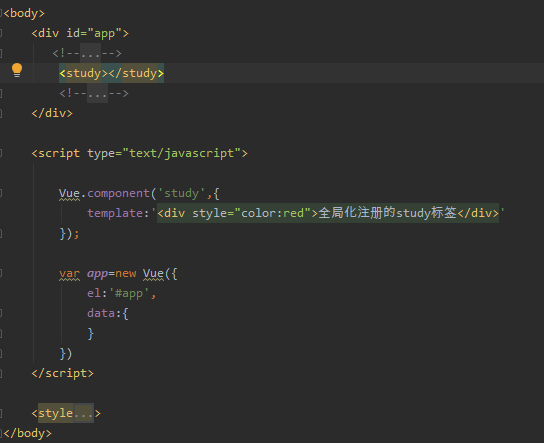 <body>
<div id="app">
<!--...-->
<study></study>
<!--...-->
</div>
<script type="text/javascript">
Vue.component('study',{
template:'<div style="color:red">全局化注册的study标签</div>'
});
var app=new Vue({
el:'#app',
data:{
}
})
</script>
<style...>
</body>